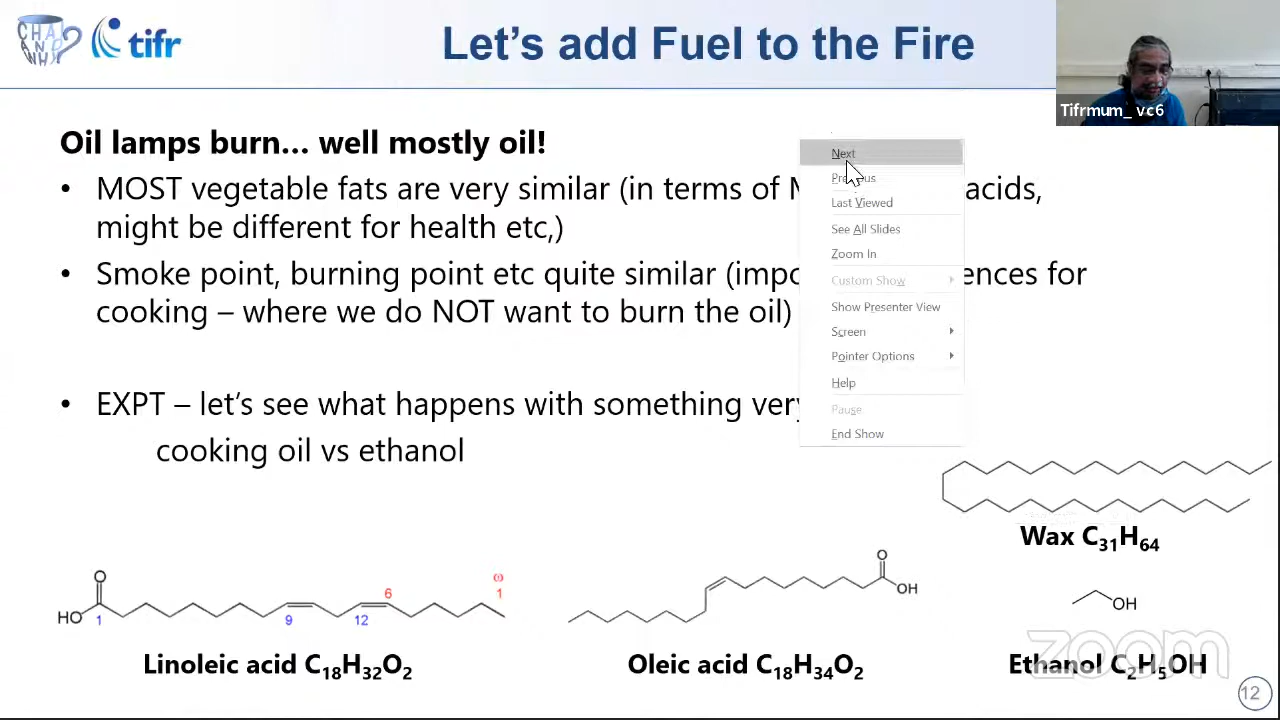 CHAI AND WHY?
tifr
Let's add Fuel to the Fire
Tifrmum_ vc6
Oil lamps burn... well mostly oil!
• MOST vegetable fats are very similar (in terms of acids,
might be different for health etc,)
• Smoke point, burning point etc quite similar (impo ences for
cooking – where we do NOT want to burn the oil)
• EXPT – let's see what happens with something very
cooking oil vs ethanol
Next
Previous
Last Viewed
See All Slides
Zoom In
Custom Show
Show Presenter View
Screen
Pointer Options
Help
Pause
End Show
Wax C₃₁H₆₄
O
HO
1
9
12
6
ω
1
Linoleic acid C₁₈H₃₂O₂
O
OH
Oleic acid C₁₈H₃₄O₂
OH
Ethanol C₂H₅OH
zoom
12